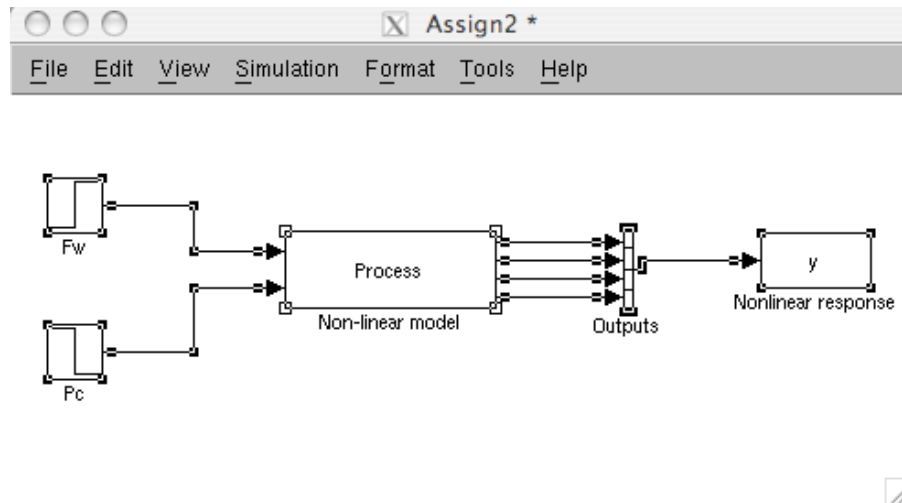 Assign2 *
File Edit View Simulation Format Tools Help
Fw
Process
Non-linear model
Outputs
y
Nonlinear response
Pc